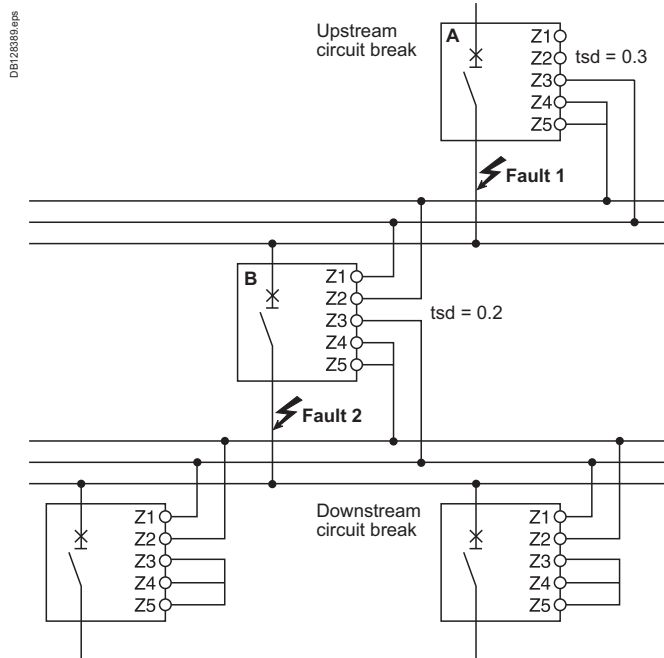 DB128389.eps
Upstream
circuit break
A
Z1
Z2
Z3
Z4
Z5
tsd = 0.3
Fault 1
B
Z1
Z2
Z3
Z4
Z5
tsd = 0.2
Fault 2
Downstream
circuit break
Z1
Z2
Z3
Z4
Z5
Z1
Z2
Z3
Z4
Z5